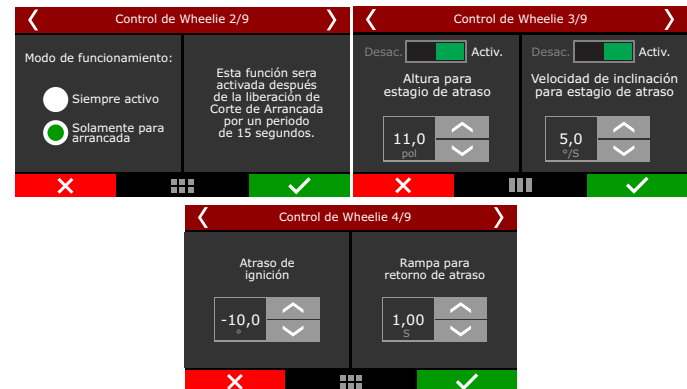 Control de Wheelie 2/9
Modo de funcionamiento:
Siempre activo
Solamente para
arrancada
Esta función sera
activada después
de la liberación de
Corte de Arrancada
por un periodo
de 15 segundos.
Control de Wheelie 3/9
Desac. Activ.
Altura para
estagio de atraso
11,0
pol
Desac. Activ.
Velocidad de inclinación
para estagio de atraso
5,0
°/S
Control de Wheelie 4/9
Atraso de
ignición
-10,0
°
Rampa para
retorno de atraso
1,00
S